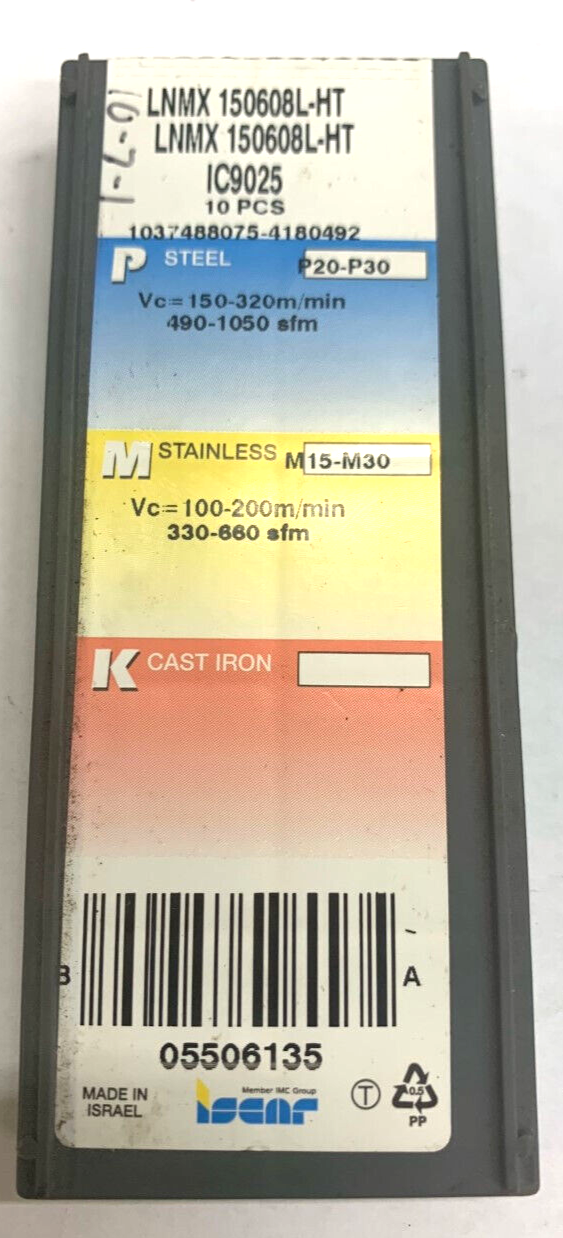 LNMX 150608L-HT
LNMX 150608L-HT
IC9025
10 PCS
1037488075-4180492
P STEEL P20-P30
Vc=150-320m/min
490-1050 sfm
M STAINLESS M15-M30
Vc=100-200m/min
330-660 sfm
K CAST IRON
B A
05506135
MADE IN
ISRAEL
Member IMC Group
iscar
T
0.5
PP